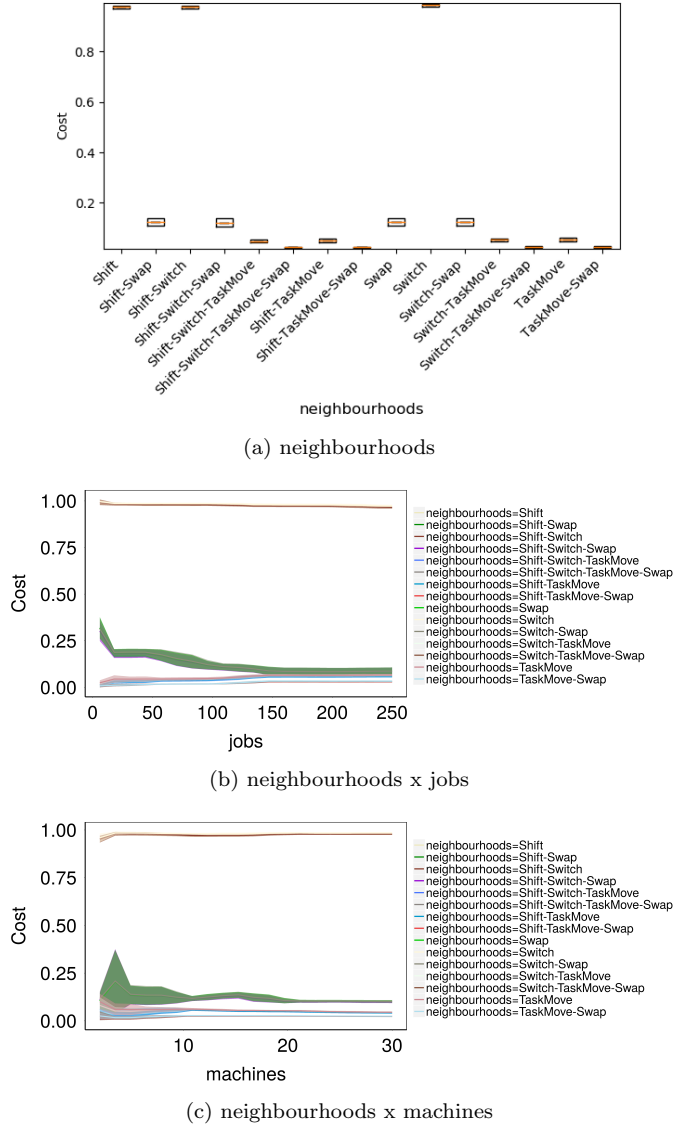 0.8
0.6
0.4
0.2
Cost
Shift
Shift-Swap
Shift-Switch
Shift-Switch-Swap
Shift-Switch-TaskMove
Shift-Switch-TaskMove-Swap
Shift-TaskMove
Shift-TaskMove-Swap
Swap
Switch
Switch-Swap
Switch-TaskMove
Switch-TaskMove-Swap
TaskMove
TaskMove-Swap
neighbourhoods
(a) neighbourhoods
1.00
0.75
0.50
0.25
0.00
Cost
0 50 100 150 200 250
jobs
neighbourhoods=Shift
neighbourhoods=Shift-Swap
neighbourhoods=Shift-Switch
neighbourhoods=Shift-Switch-Swap
neighbourhoods=Shift-Switch-TaskMove
neighbourhoods=Shift-Switch-TaskMove-Swap
neighbourhoods=Shift-TaskMove
neighbourhoods=Shift-TaskMove-Swap
neighbourhoods=Swap
neighbourhoods=Switch
neighbourhoods=Switch-Swap
neighbourhoods=Switch-TaskMove
neighbourhoods=Switch-TaskMove-Swap
neighbourhoods=TaskMove
neighbourhoods=TaskMove-Swap
(b) neighbourhoods x jobs
1.00
0.75
0.50
0.25
0.00
Cost
10 20 30
machines
neighbourhoods=Shift
neighbourhoods=Shift-Swap
neighbourhoods=Shift-Switch
neighbourhoods=Shift-Switch-Swap
neighbourhoods=Shift-Switch-TaskMove
neighbourhoods=Shift-Switch-TaskMove-Swap
neighbourhoods=Shift-TaskMove
neighbourhoods=Shift-TaskMove-Swap
neighbourhoods=Swap
neighbourhoods=Switch
neighbourhoods=Switch-Swap
neighbourhoods=Switch-TaskMove
neighbourhoods=Switch-TaskMove-Swap
neighbourhoods=TaskMove
neighbourhoods=TaskMove-Swap
(c) neighbourhoods x machines